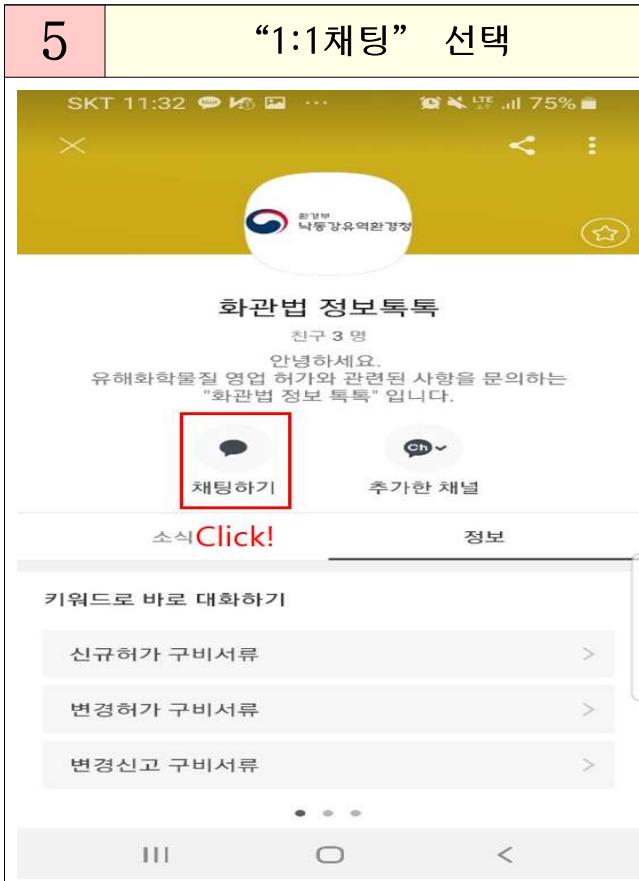 5
“1:1채팅” 선택
SKT 11:32 ... LTE 75%
환경부
낙동강유역환경청
화관법 정보톡톡
친구 3 명
안녕하세요.
유해화학물질 영업 허가와 관련된 사항을 문의하는
"화관법 정보 톡톡" 입니다.
Ch
채팅하기
추가한 채널
소식
Click!
정보
키워드로 바로 대화하기
신규허가 구비서류
변경허가 구비서류
변경신고 구비서류